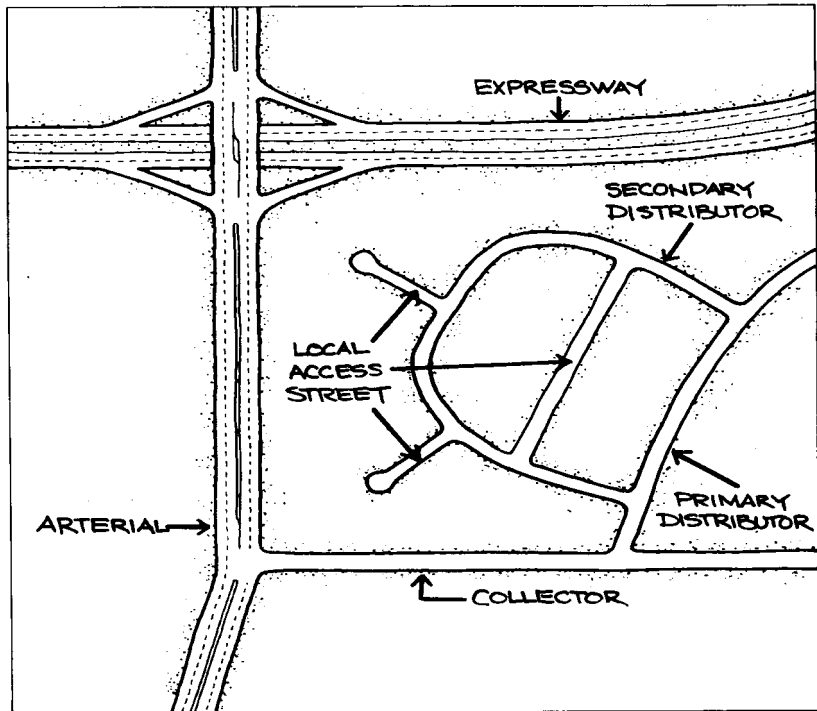 EXPRESSWAY
SECONDARY
DISTRIBUTOR
LOCAL
ACCESS
STREET
PRIMARY
DISTRIBUTOR
ARTERIAL
COLLECTOR